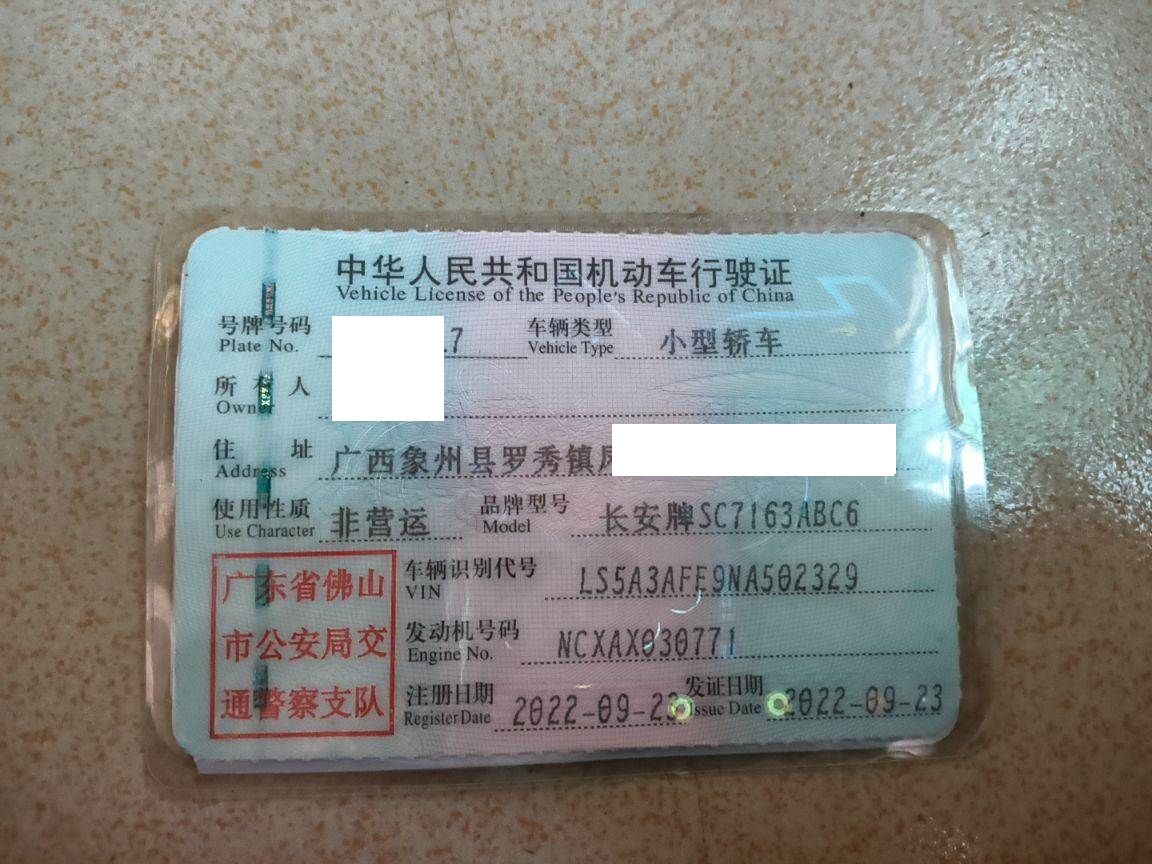 中华人民共和国机动车行驶证
Vehicle License of the People's Republic of China
号牌号码 7 车辆类型 小型轿车
Plate No. Vehicle Type
所有人
Owner
住址 广西象州县罗秀镇
Address
使用性质 非营运 品牌型号 长安牌SC7163ABC6
Use Character Model
广东省佛山
市公安局交
通警察支队
车辆识别代号 LS5A3AFE9NA502329
VIN
发动机号码 NCXAX030771
Engine No.
注册日期 2022-09-23 发证日期 2022-09-23
Register Date Issue Date